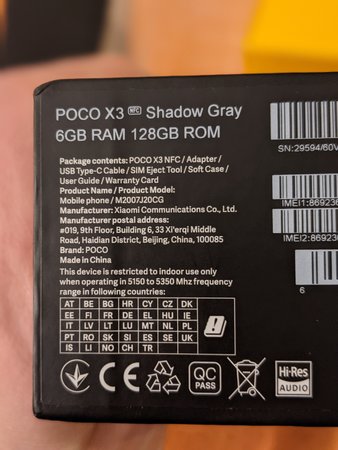 POCO X3 NFC Shadow Gray
6GB RAM 128GB ROM
Package contents: POCO X3 NFC / Adapter /
USB Type-C Cable / SIM Eject Tool / Soft Case /
User Guide / Warranty Card
Product Name / Product Model:
Mobile phone / M2007J20CG
Manufacturer: Xiaomi Communications Co., Ltd.
Manufacturer's postal address:
#019, 9th Floor, Building 6, 33 Xi'erqi Middle
Road, Haidian District, Beijing, China, 100085
Brand: POCO
Made in China
This device is restricted to indoor use only
when operating in 5150 to 5350 Mhz frequency
range in following countries:
AT BE BG HR CY CZ DK
EE FI FR DE EL HU IE
IT LV LT LU MT NL PL
PT RO SK SI ES SE UK
IS LI NO CH TR
SN:29594/60V
IMEI1:869236
IMEI2:86923
6
CE
QC
PASS
Hi-Res
AUDIO